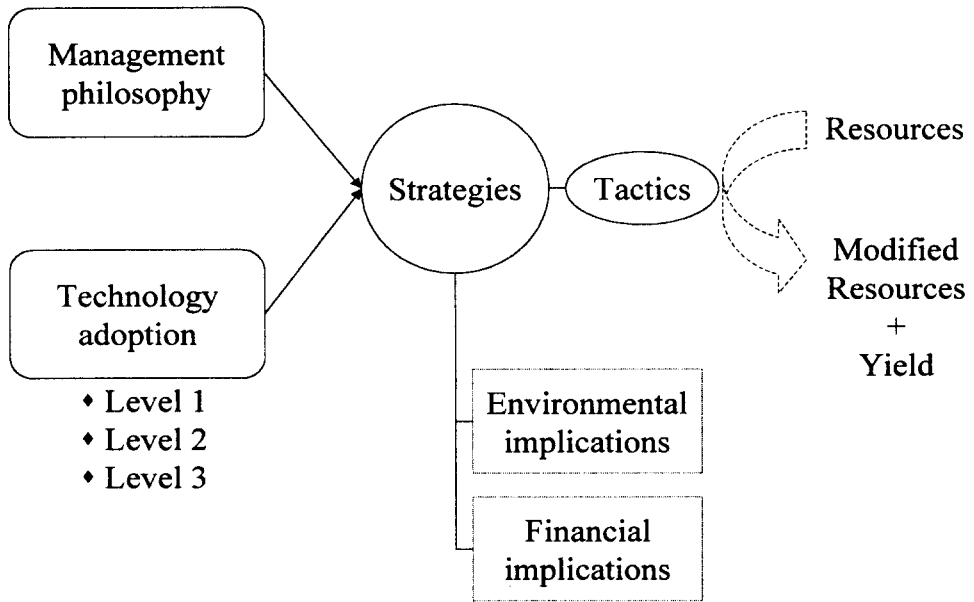 Management
philosophy
Technology
adoption
♦ Level 1
♦ Level 2
♦ Level 3
Strategies
Tactics
Resources
Modified
Resources
+
Yield
Environmental
implications
Financial
implications